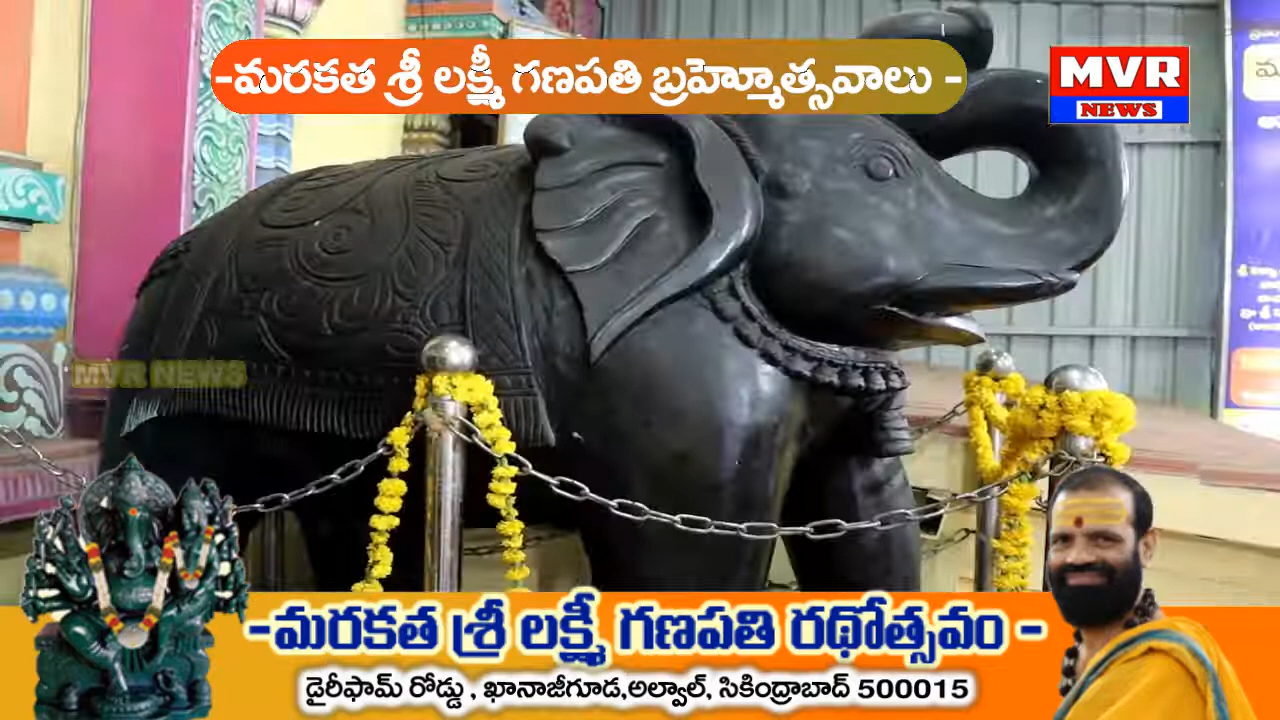 -మరకత శ్రీ లక్ష్మీ గణపతి బ్రహ్మోత్సవాలు -
MVR
NEWS
MVR NEWS
-మరకత శ్రీ లక్ష్మీ గణపతి రథోత్సవం -
డైరీఫామ్ రోడ్డు , ఖానాజీగూడ,అల్వాల్, సికింద్రాబాద్ 500015